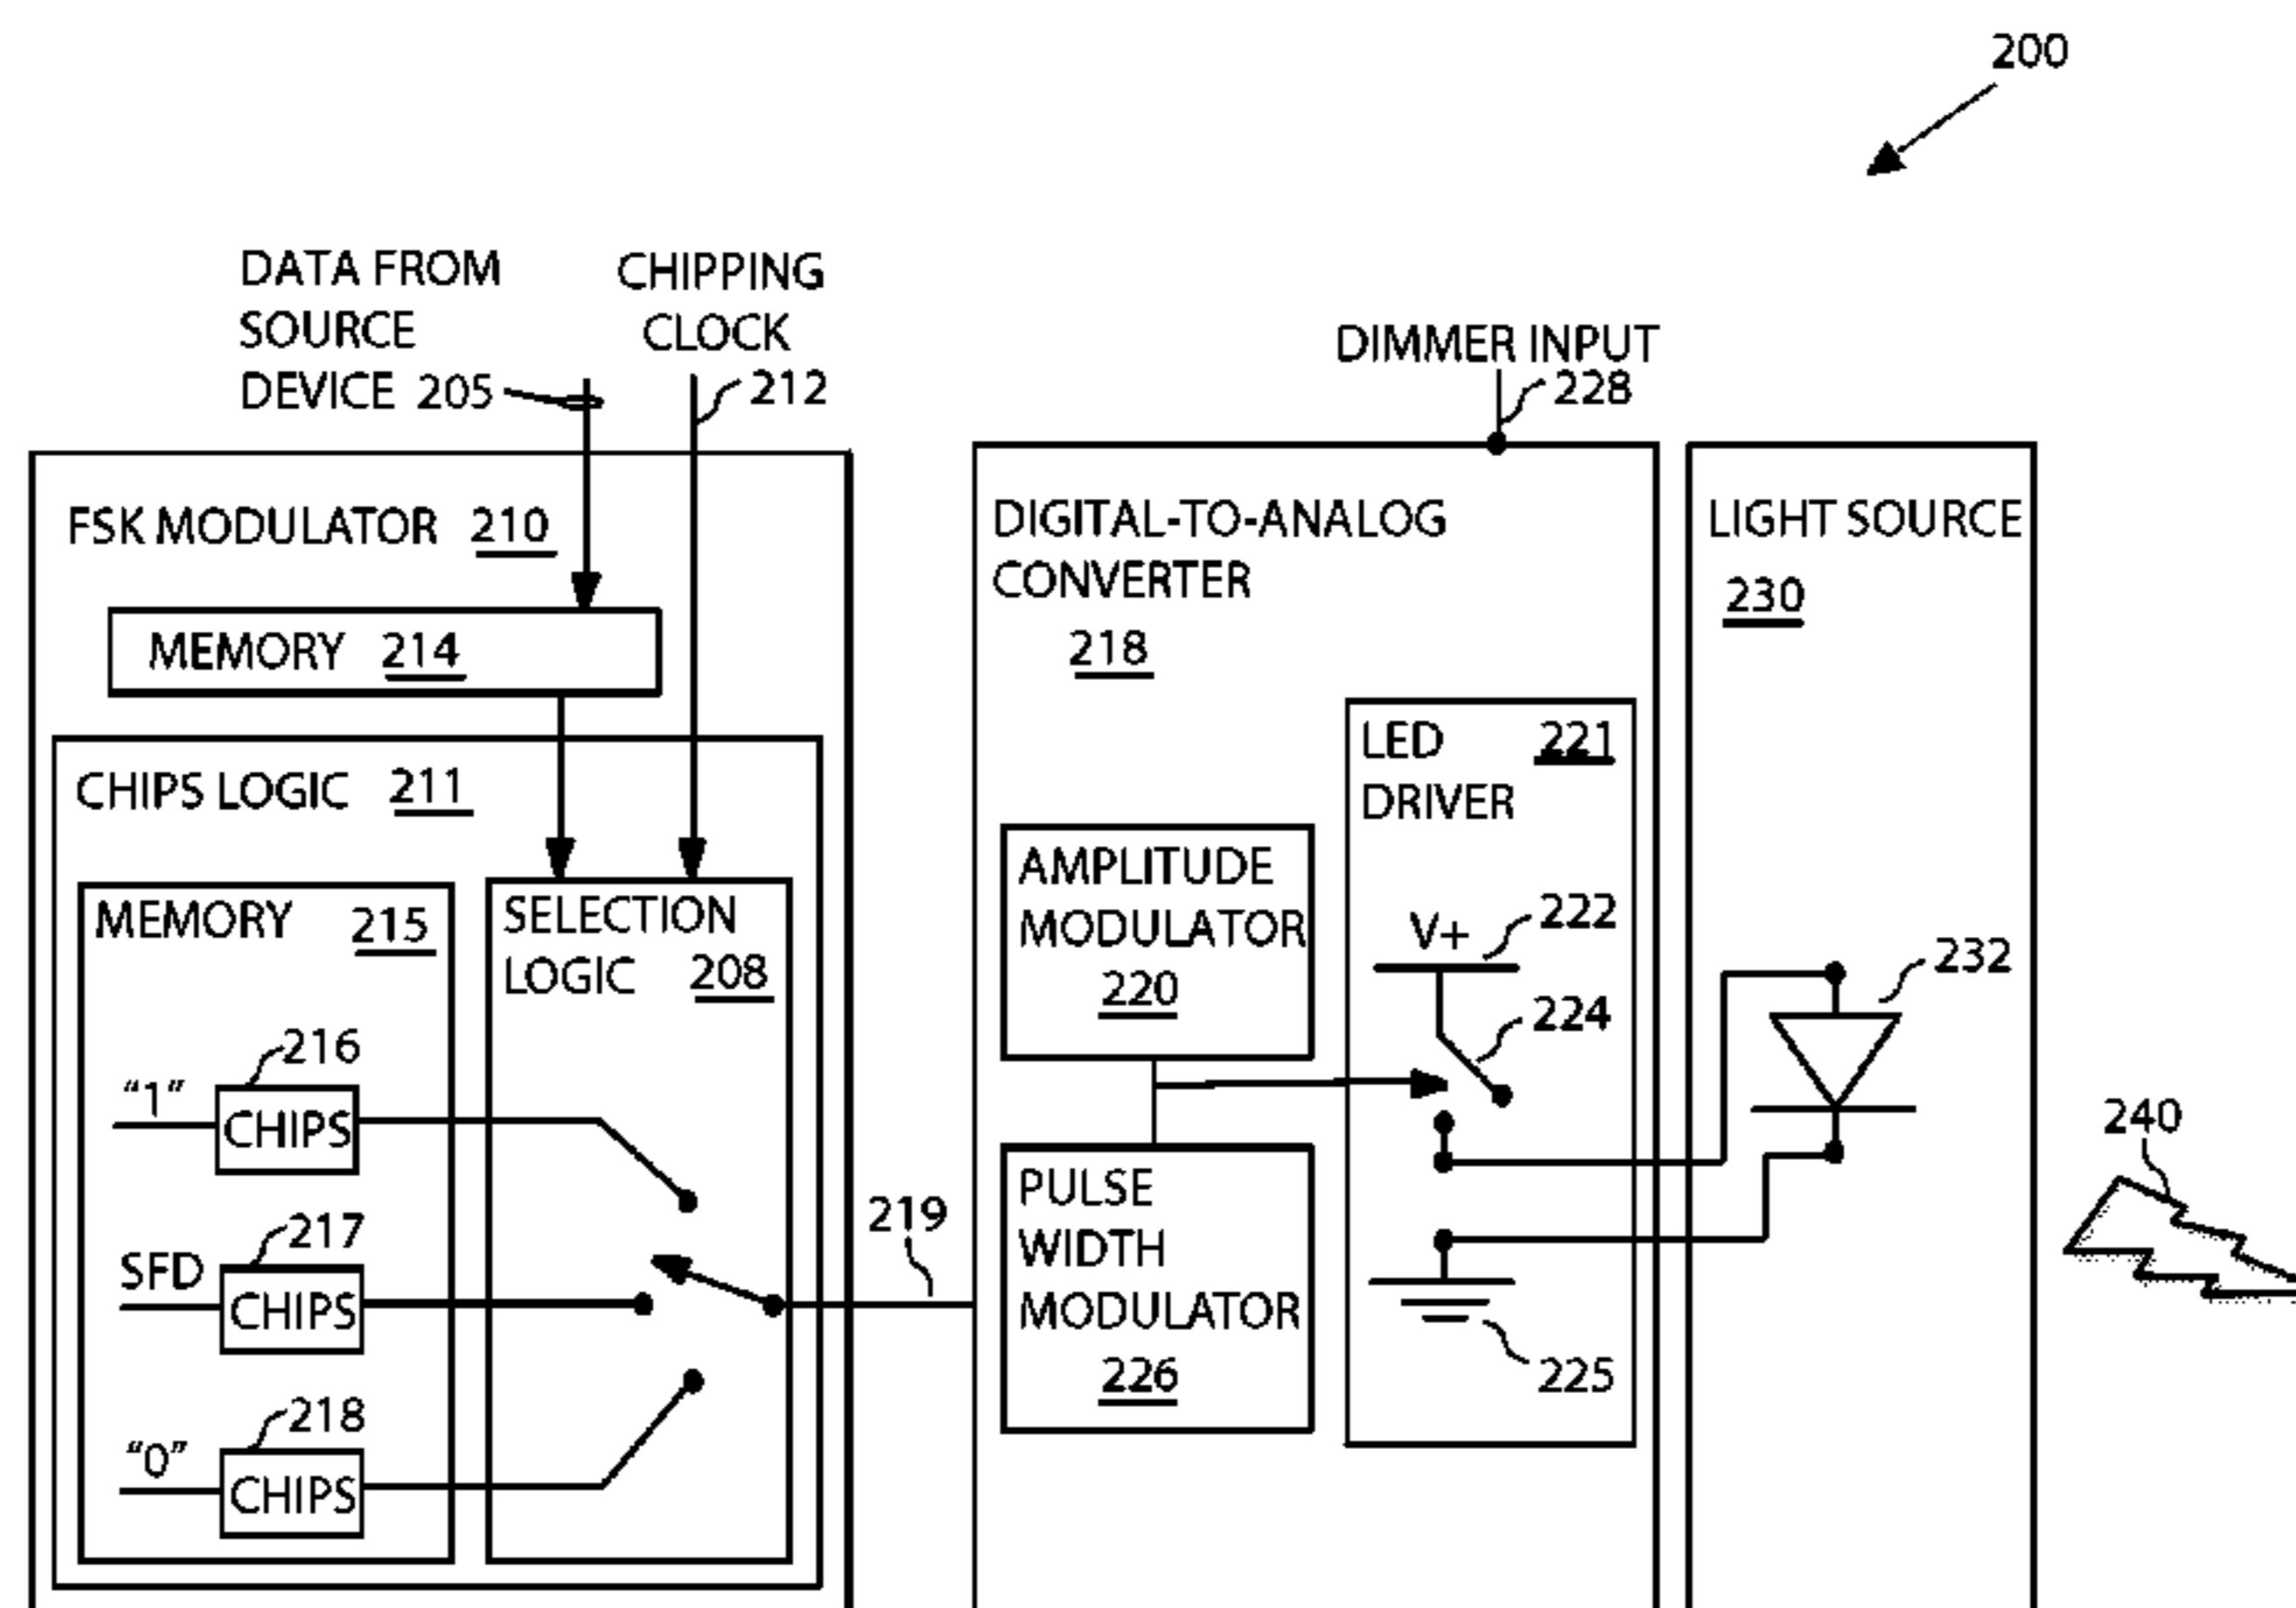 200
DATA FROM
SOURCE
DEVICE 205
CHIPPING
CLOCK
212
DIMMER INPUT
228
FSK MODULATOR 210
MEMORY 214
CHIPS LOGIC 211
MEMORY 215
SELECTION
LOGIC 208
"1"
216
CHIPS
SFD
217
CHIPS
"0"
218
CHIPS
219
DIGITAL-TO-ANALOG
CONVERTER
218
AMPLITUDE
MODULATOR
220
PULSE
WIDTH
MODULATOR
226
LED 221
DRIVER
V+
222
224
225
LIGHT SOURCE
230
232
240